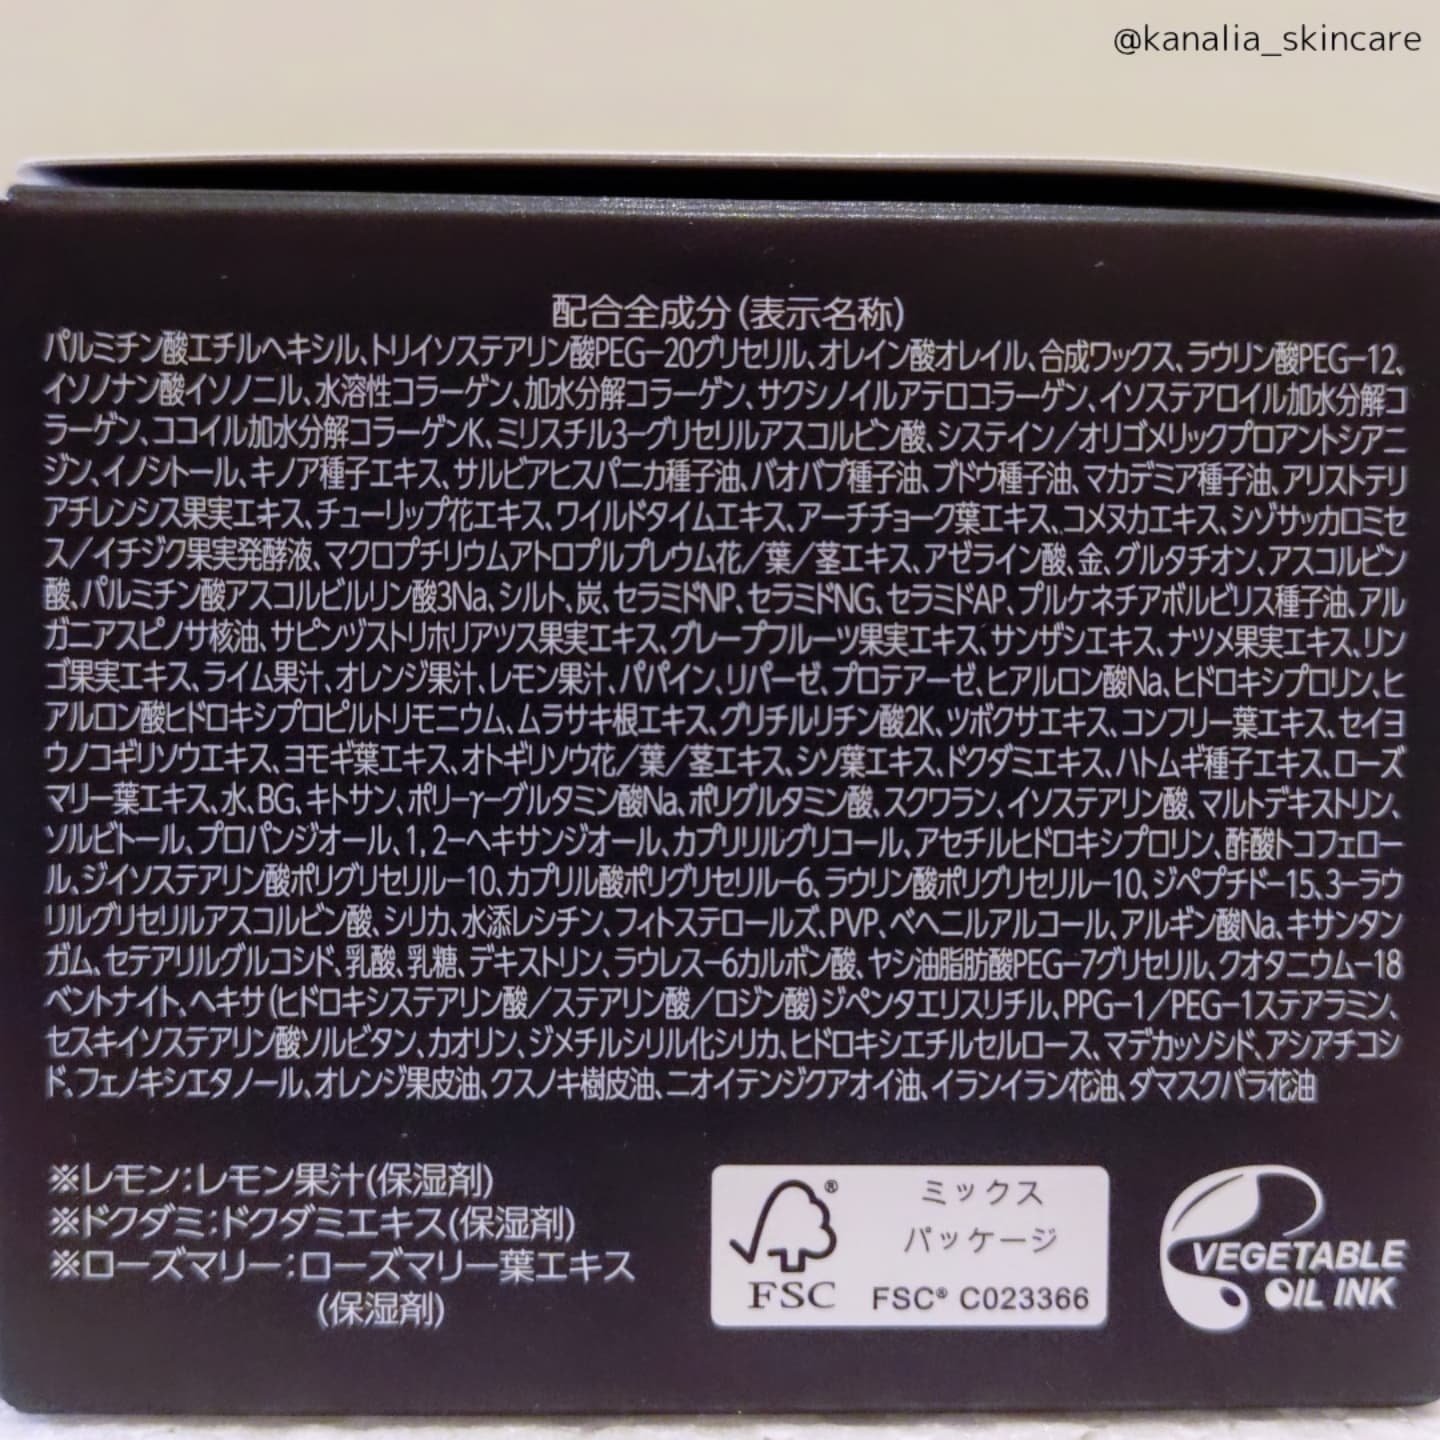 @kanalia_skincare
配合全成分(表示名称)
パルミチン酸エチルヘキシル、トリイソステアリン酸PEG-20グリセリル、オレイン酸オレイル、合成ワックス、ラウリン酸PEG-12、
イソノナン酸イソノニル、水溶性コラーゲン、加水分解コラーゲン、サクシノイルアテロコラーゲン、イソステアロイル加水分解コ
ラーゲン、ココイル加水分解コラーゲンK、ミリスチル3-グリセリルアスコルビン酸、システイン/オリゴメリックプロアントシアニ
ジン、イノシトール、キノア種子エキス、サルビアヒスパニカ種子油、バオバブ種子油、ブドウ種子油、マカデミア種子油、アリストテリ
アチレンシス果実エキス、チューリップ花エキス、ワイルドタイムエキス、アーチチョーク葉エキス、コメヌカエキス、シゾサッカロミセ
ス/イチジク果実発酵液、マクロプチリウムアトロプルプレウム花/葉/茎エキス、アゼライン酸、金、グルタチオン、アスコルビン
酸、パルミチン酸アスコルビルリン酸3Na、シルト、炭、セラミドNP、セラミドNG、セラミドAP、プルケネチアボルビリス種子油、アル
ガニアスピノサ核油、サピンヅストリホリアツス果実エキス、グレープフルーツ果実エキス、サンザシエキス、ナツメ果実エキス、リン
ゴ果実エキス、ライム果汁、オレンジ果汁、レモン果汁、パパイン、リパーゼ、プロテアーゼ、ヒアルロン酸Na、ヒドロキシプロリン、ヒ
アルロン酸ヒドロキシプロピルトリモニウム、ムラサキ根エキス、グリチルリチン酸2K、ツボクサエキス、コンフリー葉エキス、セイヨ
ウノコギリソウエキス、ヨモギ葉エキス、オトギリソウ花/葉/茎エキス、シソ葉エキス、ドクダミエキス、ハトムギ種子エキス、ローズ
マリー葉エキス、水、BG、キトサン、ポリ-γ-グルタミン酸Na、ポリグルタミン酸、スクワラン、イソステアリン酸、マルトデキストリン、
ソルビトール、プロパンジオール、1,2-ヘキサンジオール、カプリリルグリコール、アセチルヒドロキシプロリン、酢酸トコフェロー
ル、ジイソステアリン酸ポリグリセリル-10、カプリル酸ポリグリセリル-6、ラウリン酸ポリグリセリル-10、ジペプチド-15、3-ラウ
リルグリセリルアスコルビン酸、シリカ、水添レシチン、フィトステロールズ、PVP、ベヘニルアルコール、アルギン酸Na、キサンタン
ガム、セテアリルグルコシド、乳酸、乳糖、デキストリン、ラウレス-6カルボン酸、ヤシ油脂肪酸PEG-7グリセリル、クオタニウム-18
ベントナイト、ヘキサ(ヒドロキシステアリン酸/ステアリン酸/ロジン酸)ジペンタエリスリチル、PPG-1/PEG-1ステアラミン、
セスキイソステアリン酸ソルビタン、カオリン、ジメチルシリル化シリカ、ヒドロキシエチルセルロース、マデカッソシド、アシアチコシ
ド、フェノキシエタノール、オレンジ果皮油、クスノキ樹皮油、ニオイテンジクアオイ油、イランイラン花油、ダマスクバラ花油
※レモン:レモン果汁(保湿剤)
※ドクダミ:ドクダミエキス(保湿剤)
※ローズマリー:ローズマリー葉エキス
(保湿剤)
®
FSC
ミックス
パッケージ
FSC® C023366
VEGETABLE
OIL INK